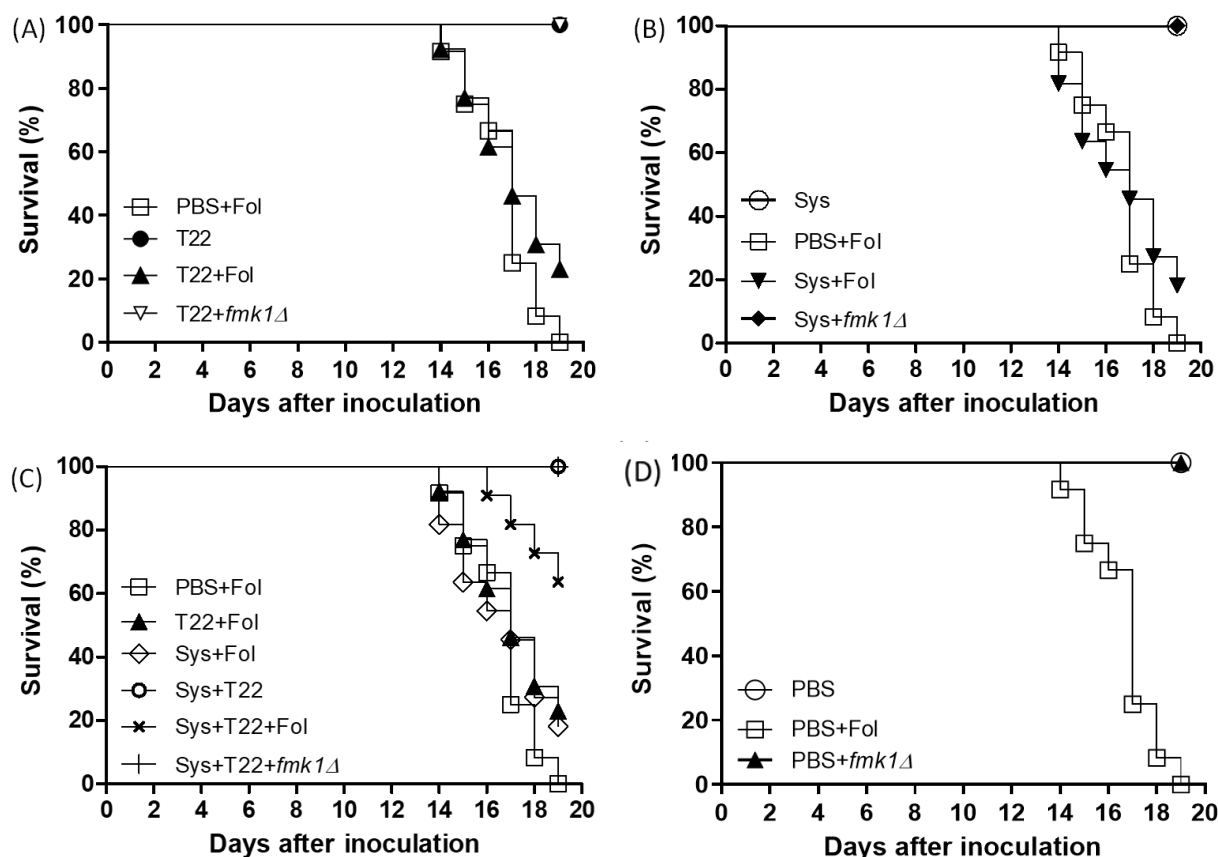 (A)
Survival (%)
100
80
60
40
20
0
PBS+Fol
T22
T22+Fol
T22+fmk1Δ
0 2 4 6 8 10 12 14 16 18 20
Days after inoculation
(B)
Survival (%)
100
80
60
40
20
0
Sys
PBS+Fol
Sys+Fol
Sys+fmk1Δ
0 2 4 6 8 10 12 14 16 18 20
Days after inoculation
(C)
Survival (%)
100
80
60
40
20
0
PBS+Fol
T22+Fol
Sys+Fol
Sys+T22
Sys+T22+Fol
Sys+T22+fmk1Δ
0 2 4 6 8 10 12 14 16 18 20
Days after inoculation
(D)
Survival (%)
100
80
60
40
20
0
PBS
PBS+Fol
PBS+fmk1Δ
0 2 4 6 8 10 12 14 16 18 20
Days after inoculation